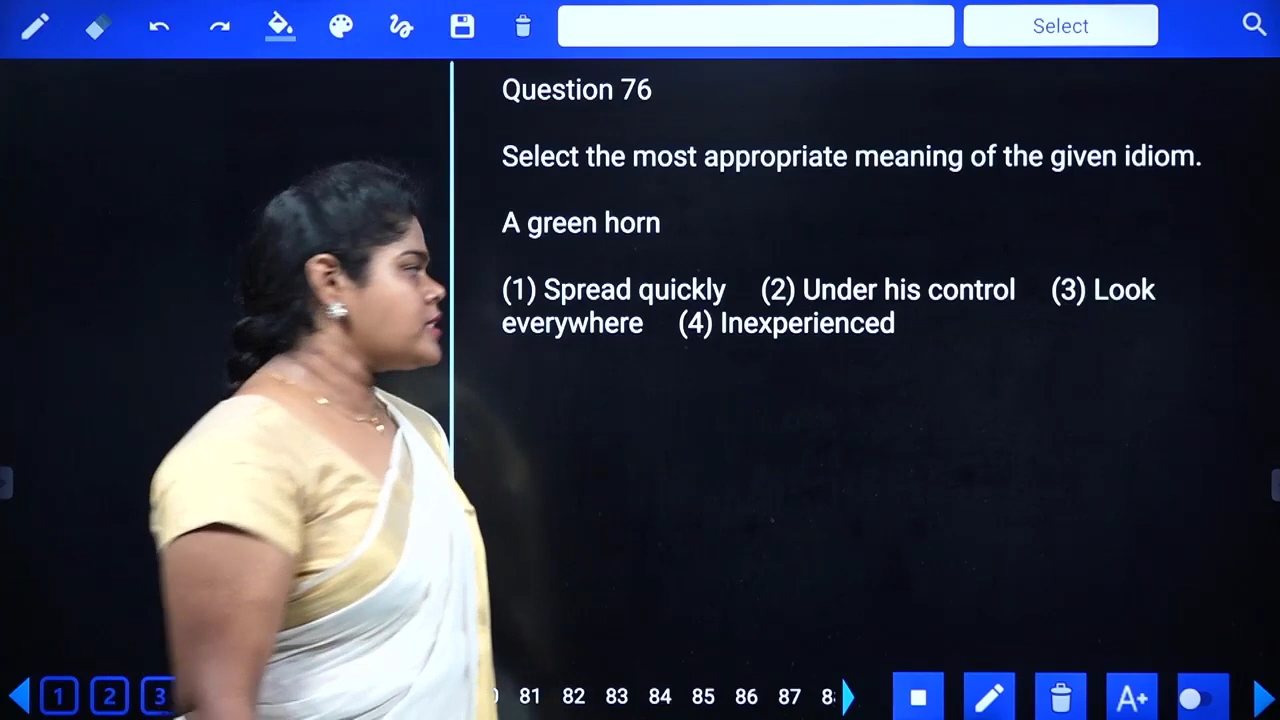 Select
Question 76
Select the most appropriate meaning of the given idiom.
A green horn
(1) Spread quickly (2) Under his control (3) Look
everywhere (4) Inexperienced
1 2 3 81 82 83 84 85 86 87 A+